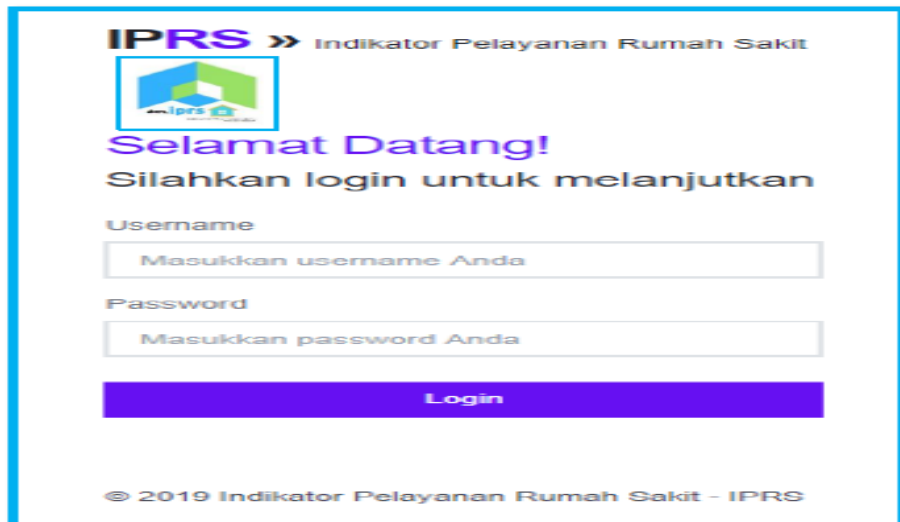 IPRS » Indikator Pelayanan Rumah Sakit
iprs
Selamat Datang!
Silahkan login untuk melanjutkan
Username
Masukkan username Anda
Password
Masukkan password Anda
Login
© 2019 Indikator Pelayanan Rumah Sakit - IPRS